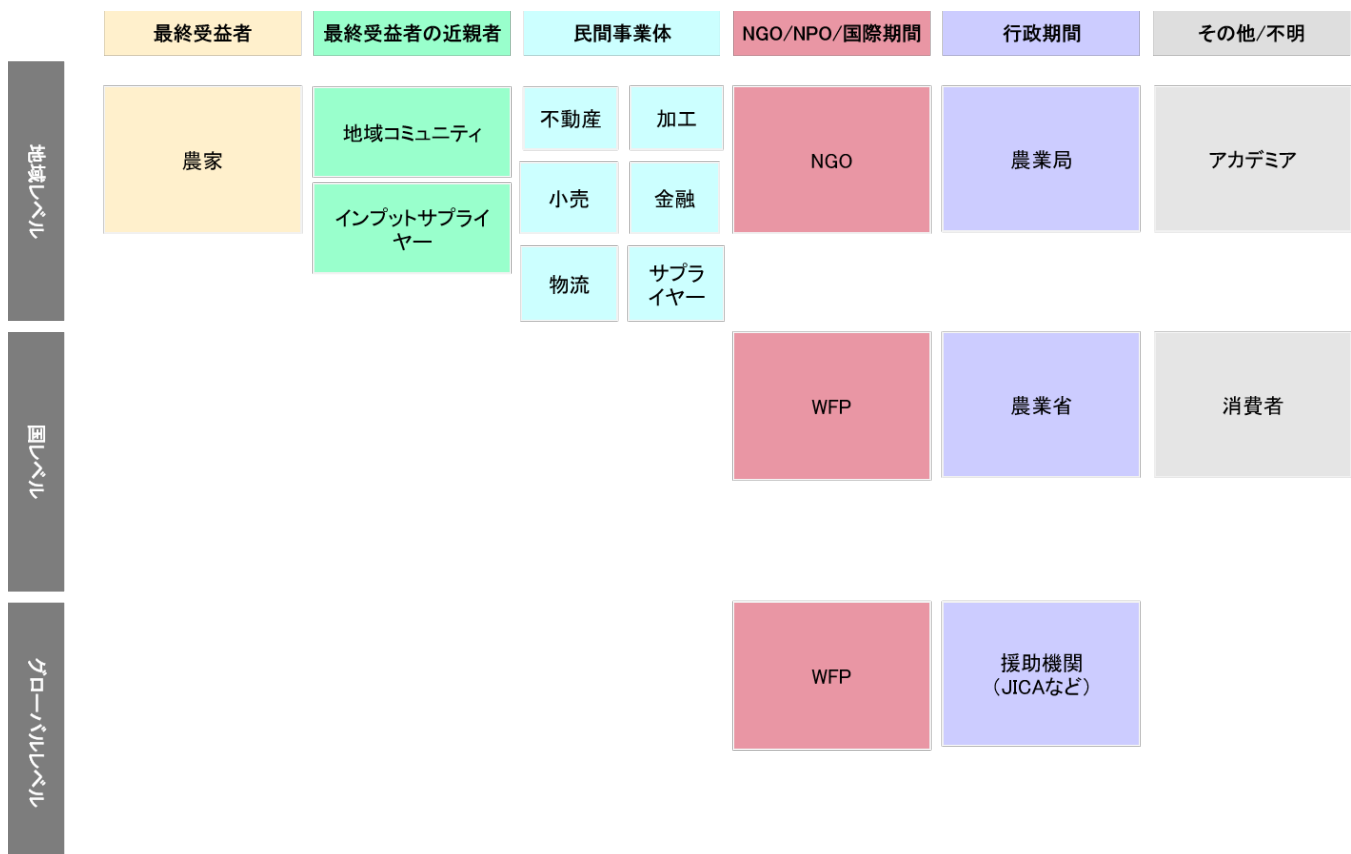 最終受益者
最終受益者の近親者
民間事業体
NGO/NPO/国際期間
行政期間
その他/不明
地域レベル
農家
地域コミュニティ
インプットサプライ
ヤー
不動産
加工
小売
金融
物流
サプラ
イヤー
NGO
農業局
アカデミア
国レベル
WFP
農業省
消費者
グローバルレベル
WFP
援助機関
（JICAなど）